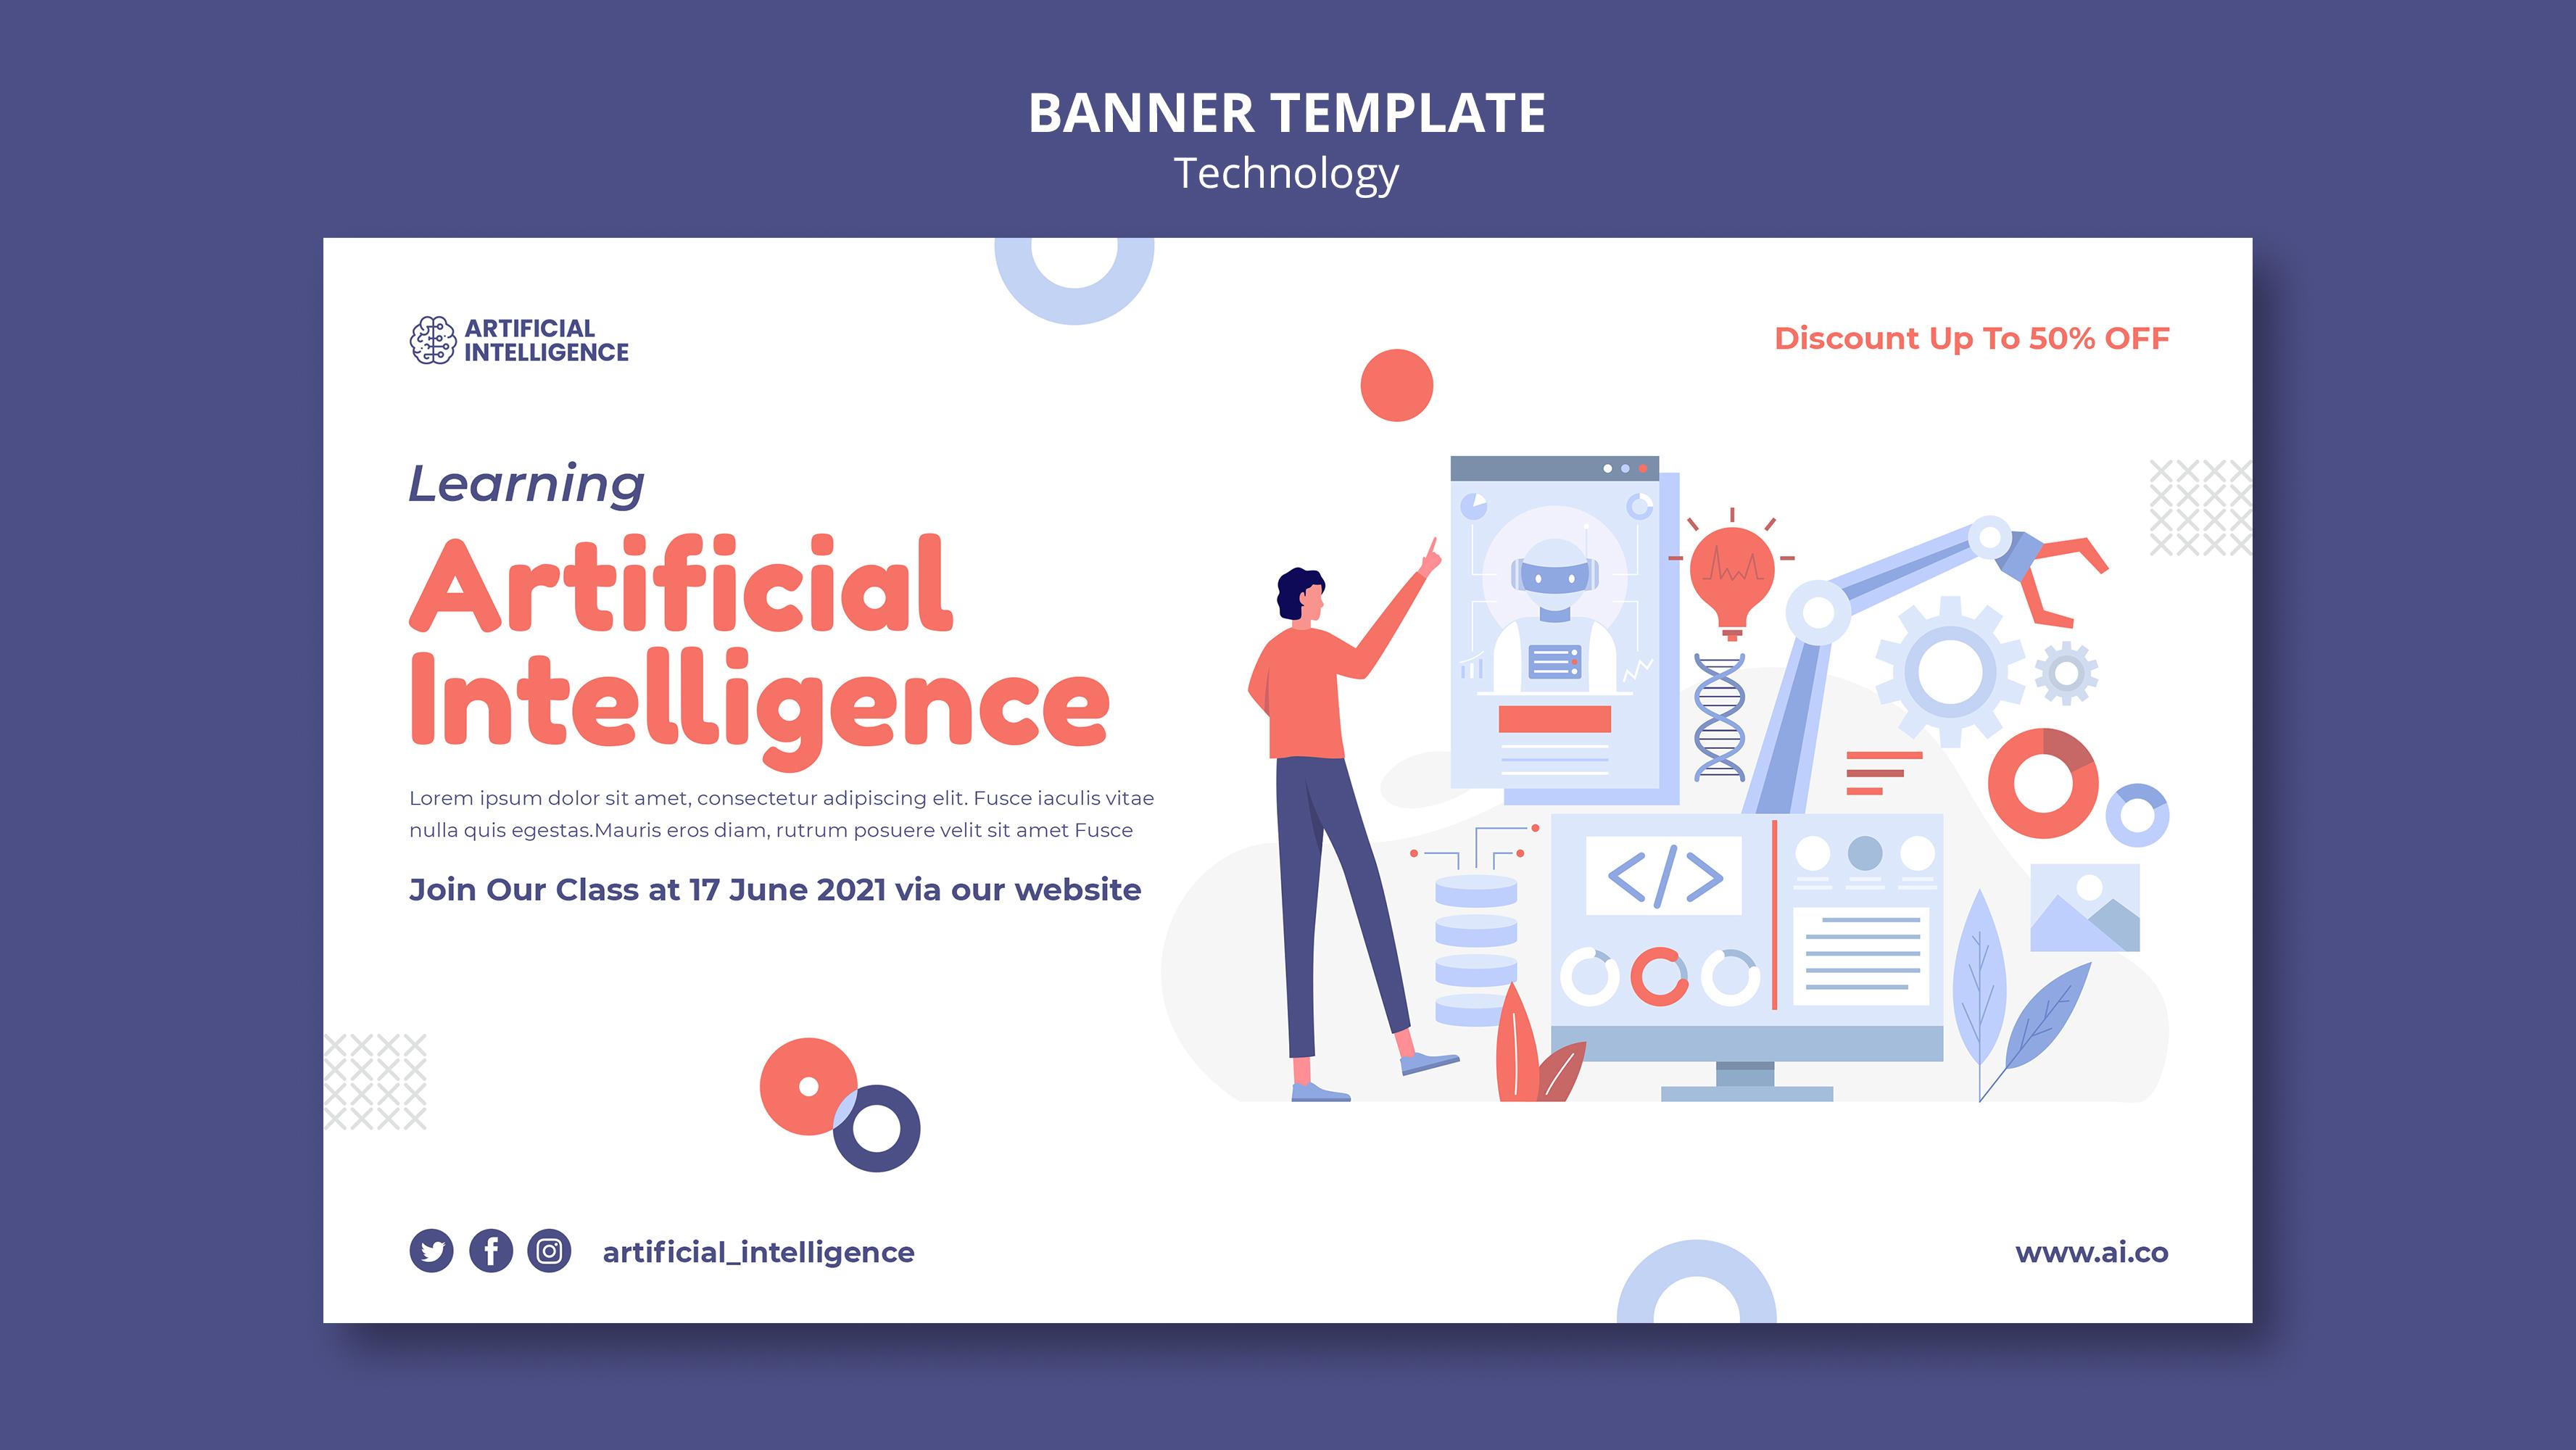 BANNER TEMPLATE
Technology
ARTIFICIAL
INTELLIGENCE
Discount Up To 50% OFF
Learning
Artificial
Intelligence
Lorem ipsum dolor sit amet, consectetur adipiscing elit. Fusce iaculis vitae
nulla quis egestas.Mauris eros diam, rutrum posuere velit sit amet Fusce
Join Our Class at 17 June 2021 via our website
</>
artificial_intelligence
www.ai.co